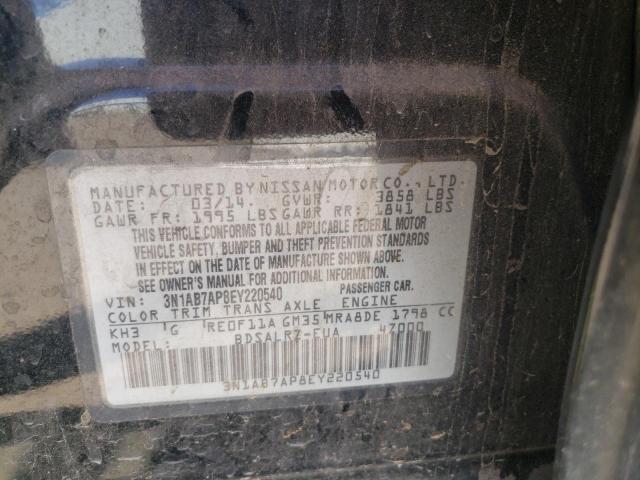 MANUFACTURED BY NISSAN MOTOR CO., LTD.
DATE: 03/14 GVWR: 3858 LBS
GAWR FR: 1995 LBS GAWR RR: 1841 LBS
THIS VEHICLE CONFORMS TO ALL APPLICABLE FEDERAL MOTOR
VEHICLE SAFETY, BUMPER AND THEFT PREVENTION STANDARDS
IN EFFECT ON THE DATE OF MANUFACTURE SHOWN ABOVE.
SEE OWNER'S MANUAL FOR ADDITIONAL INFORMATION.
VIN: 3N1AB7AP8EY220540 PASSENGER CAR.
COLOR TRIM TRANS AXLE ENGINE
KH3 G RE0F11A GM35 MRA8DE 1798 CC
MODEL: BDSALRZ-EUA 47000
3N1AB7AP8EY220540